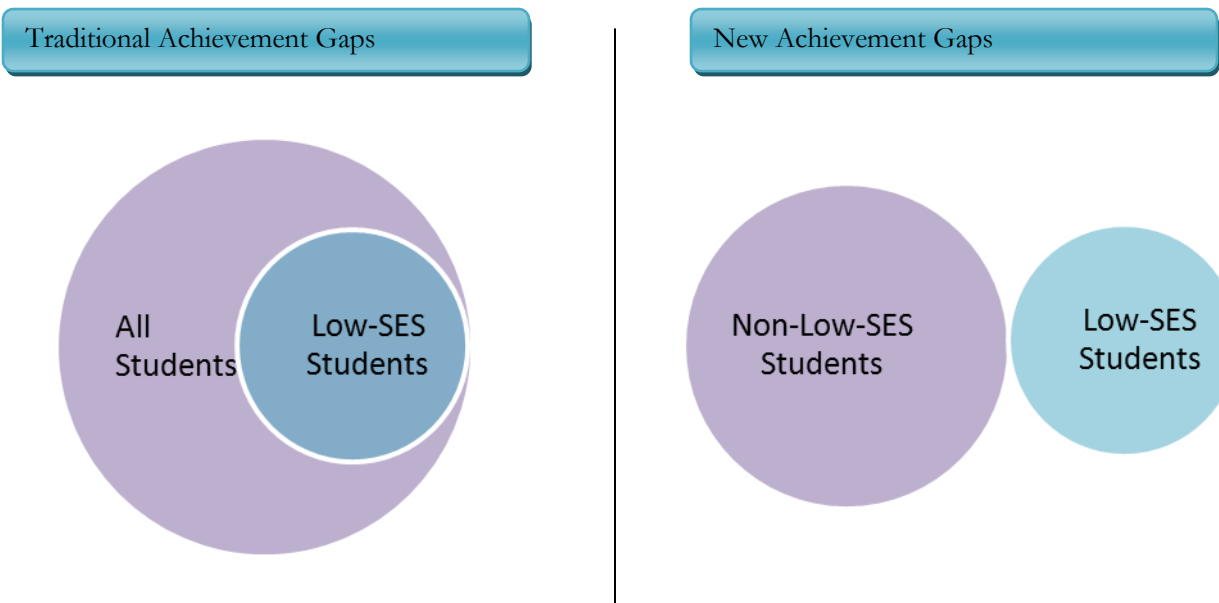 Traditional Achievement Gaps
New Achievement Gaps
All
Students
Low-SES
Students
Non-Low-SES
Students
Low-SES
Students